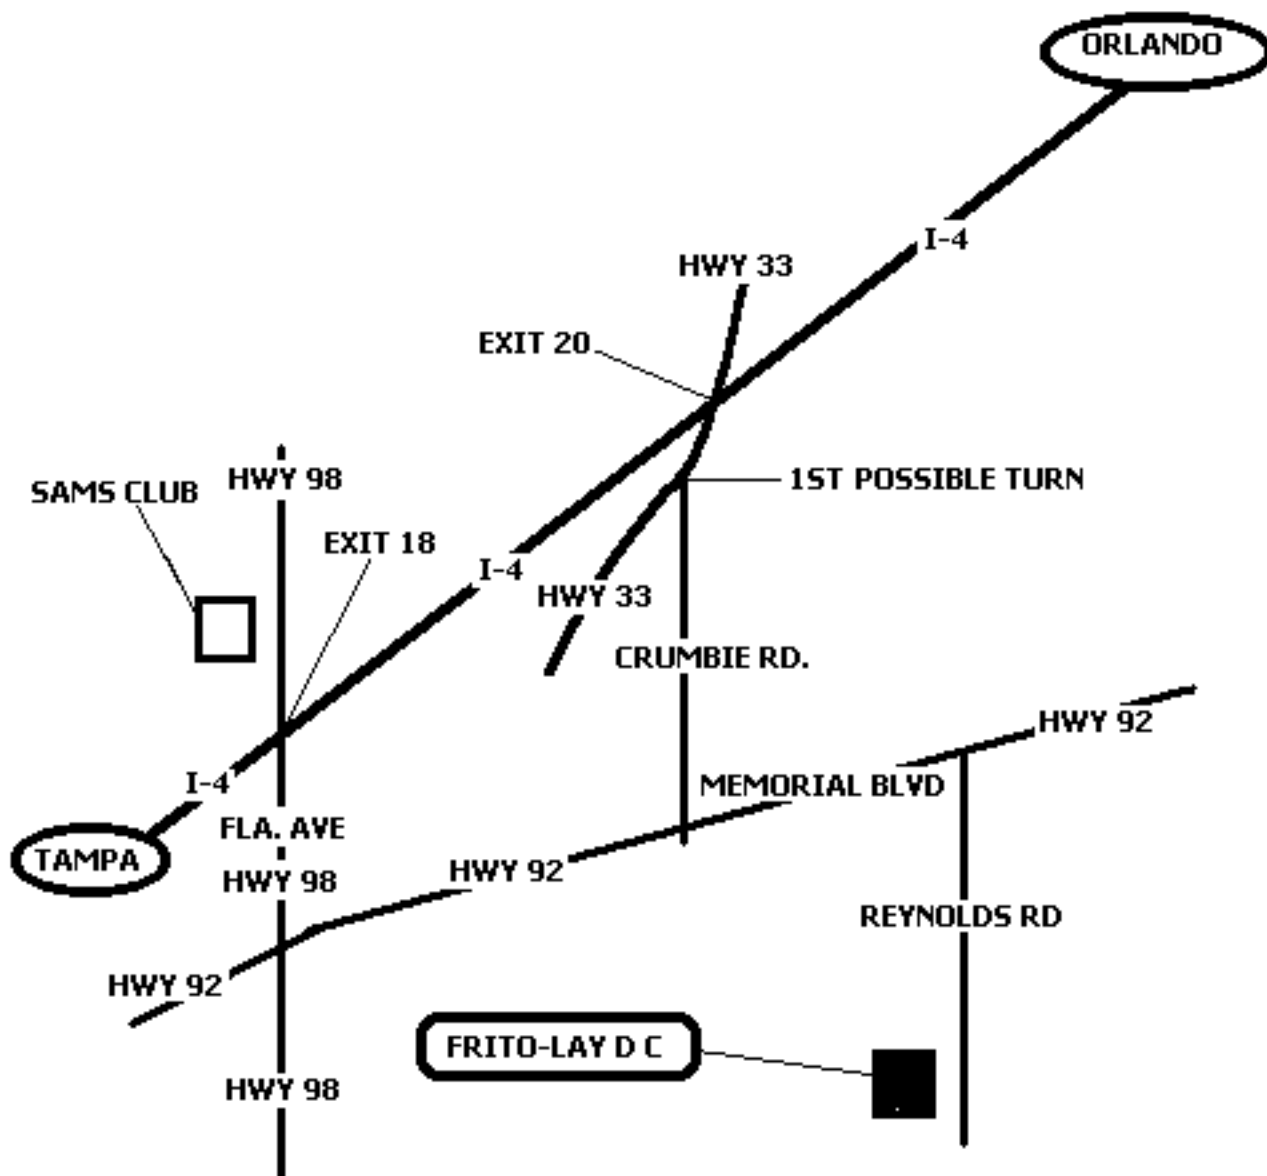 ORLANDO
I-4
HWY 33
EXIT 20
HWY 98
1ST POSSIBLE TURN
SAMS CLUB
EXIT 18
I-4
HWY 33
CRUMBIE RD.
HWY 92
I-4
MEMORIAL BLVD
FLA. AVE
TAMPA
HWY 92
HWY 98
REYNOLDS RD
HWY 92
FRITO-LAY D C
HWY 98